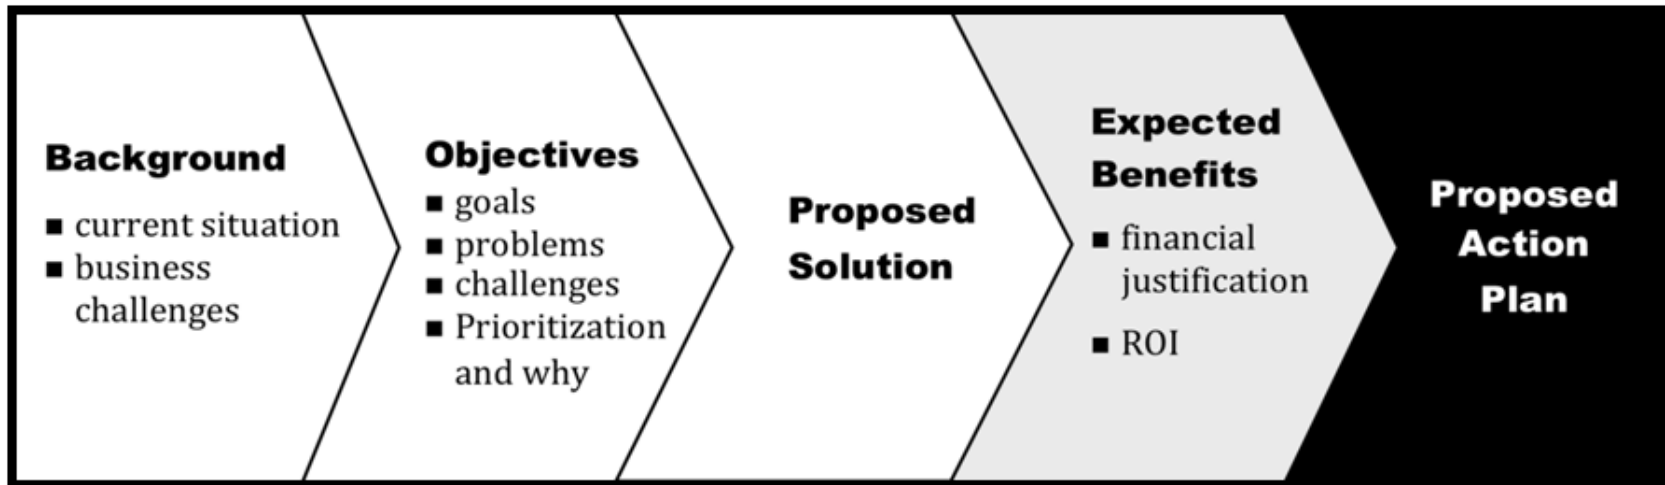 Background
■ current situation
■ business
challenges
Objectives
■ goals
■ problems
■ challenges
■ Prioritization
and why
Proposed
Solution
Expected
Benefits
■ financial
justification
■ ROI
Proposed
Action
Plan